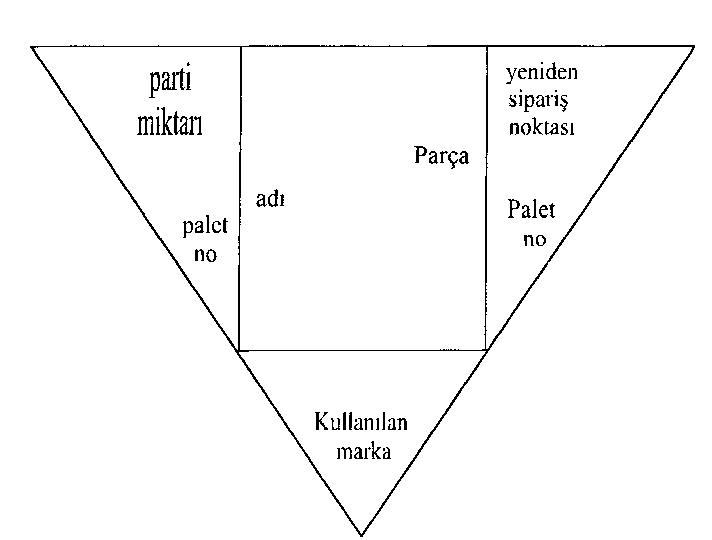 parti
miktarı
palet
no
adı
Parça
yeniden
sipariş
noktası
Palet
no
Kullanılan
marka